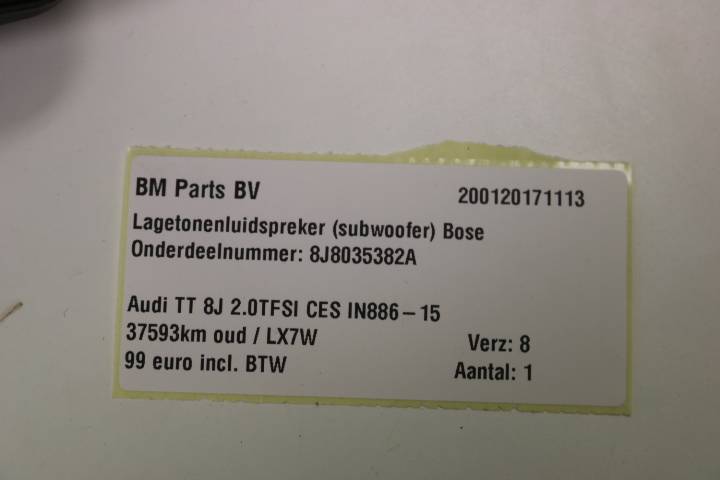 BM Parts BV 200120171113
Lagetonenluidspreker (subwoofer) Bose
Onderdeelnummer: 8J8035382A
Audi TT 8J 2.0TFSI CES IN886-15
37593km oud / LX7W Verz: 8
99 euro incl. BTW Aantal: 1